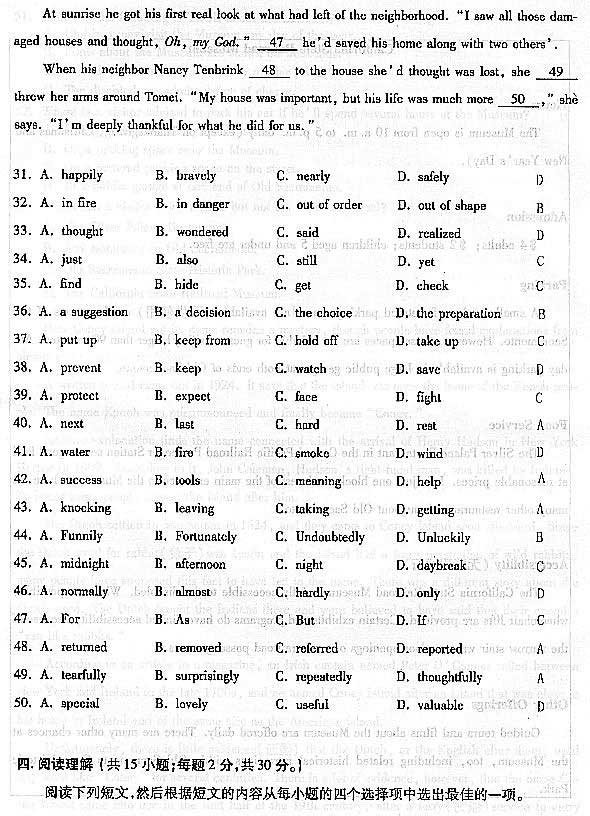 At sunrise he got his first real look at what had left of the neighborhood. “I saw all those dam-
aged houses and thought, Oh, my God.” 47 he’d saved his home along with two others’.
When his neighbor Nancy Tenbrink 48 to the house she’d thought was lost, she 49
threw her arms around Tomei. “My house was important, but his life was much more 50 ,” she
says. “I’m deeply thankful for what he did for us.”
31. A. happily B. bravely C. nearly D. safely D
32. A. in fire B. in danger C. out of order D. out of shape B
33. A. thought B. wondered C. said D. realized D
34. A. just B. also C. still D. yet C
35. A. find B. hide C. get D. check C
36. A. a suggestion B. a decision C. the choice D. the preparation B
37. A. put up B. keep from C. hold off D. take up C
38. A. prevent B. keep C. watch D. save D
39. A. protect B. expect C. face D. fight C
40. A. next B. last C. hard D. rest A
41. A. water B. fire C. smoke D. wind D
42. A. success B. tools C. meaning D. help A
43. A. knocking B. leaving C. taking D. getting A
44. A. Funnily B. Fortunately C. Undoubtedly D. Unluckily B
45. A. midnight B. afternoon C. night D. daybreak C
46. A. normally B. almost C. hardly D. only D
47. A. For B. As C. But D. If C
48. A. returned B. removed C. referred D. reported A
49. A. tearfully B. surprisingly C. repeatedly D. thoughtfully A
50. A. special B. lovely C. useful D. valuable D
四. 阅读理解 (共15小题;每题2分,共30分。)
阅读下列短文,然后根据短文的内容从每小题的四个选择项中选出最佳的一项。